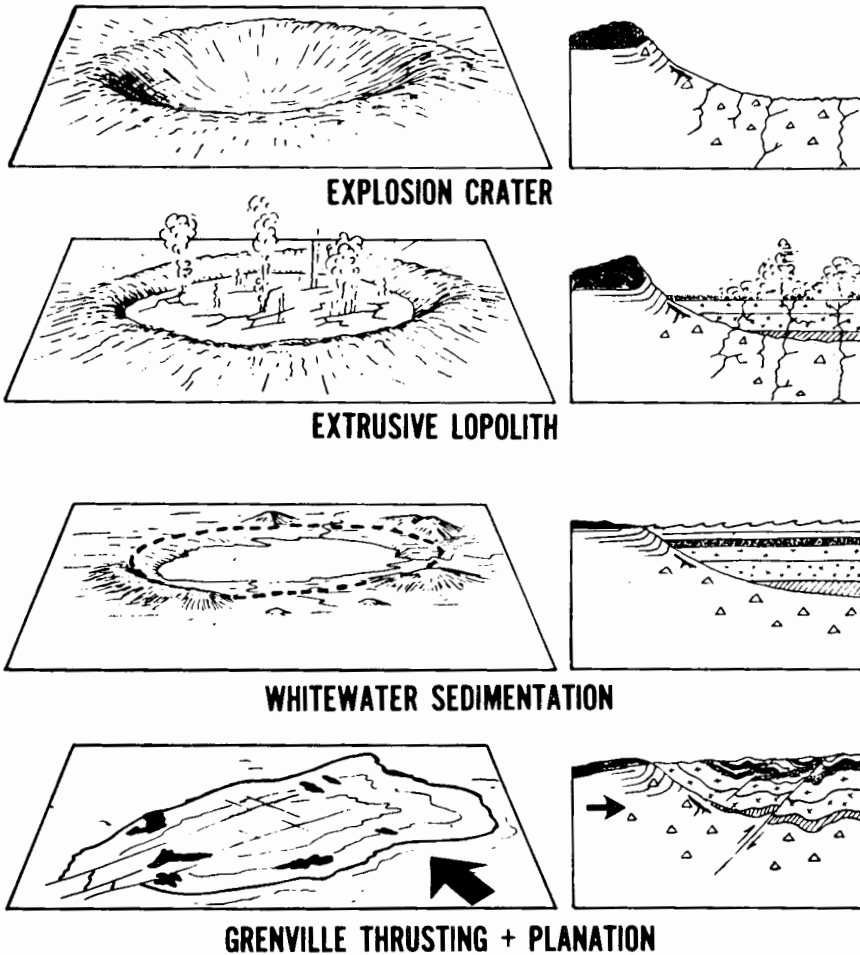 EXPLOSION CRATER
EXTRUSIVE LOPOLITH
WHITEWATER SEDIMENTATION
GRENVILLE THRUSTING + PLANATION